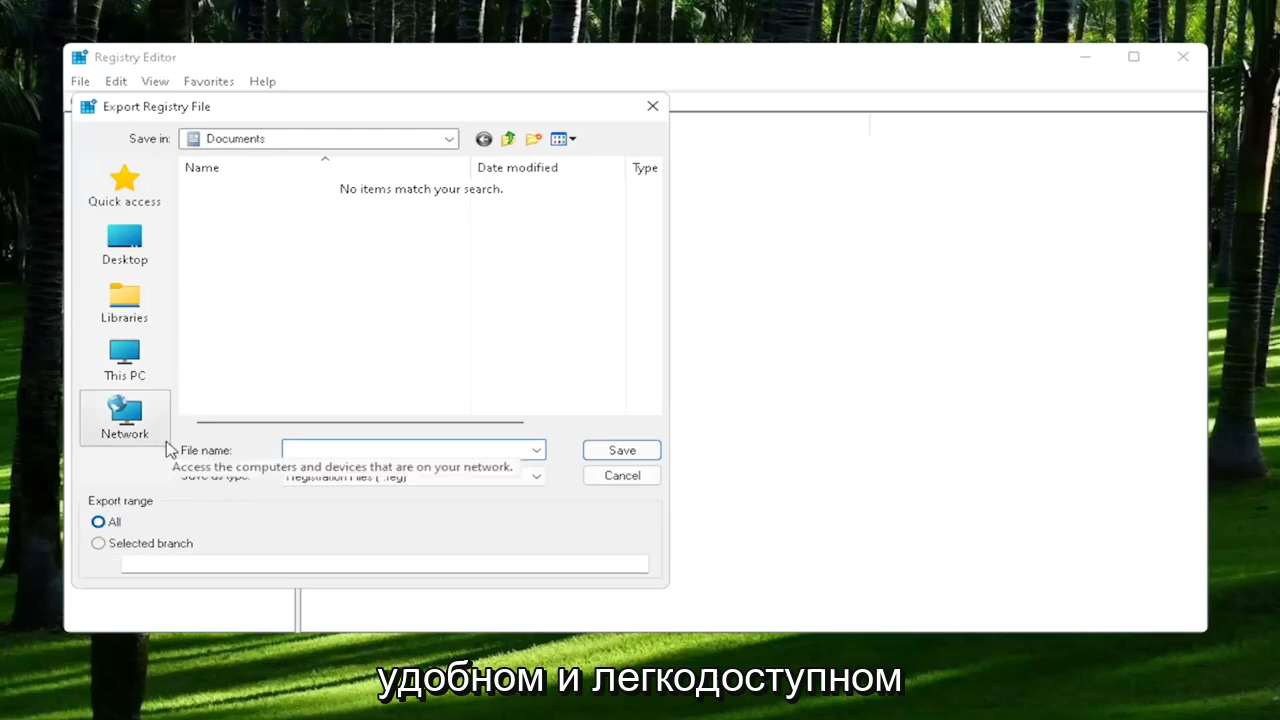 Registry Editor
File Edit View Favorites Help
Export Registry File
Save in: Documents
Name Date modified Type
No items match your search.
Quick access
Desktop
Libraries
This PC
Network
File name: Save
Access the computers and devices that are on your network.
Save as type: Registration Files (*.reg) Cancel
Export range
All
Selected branch
удобном и легкодоступном